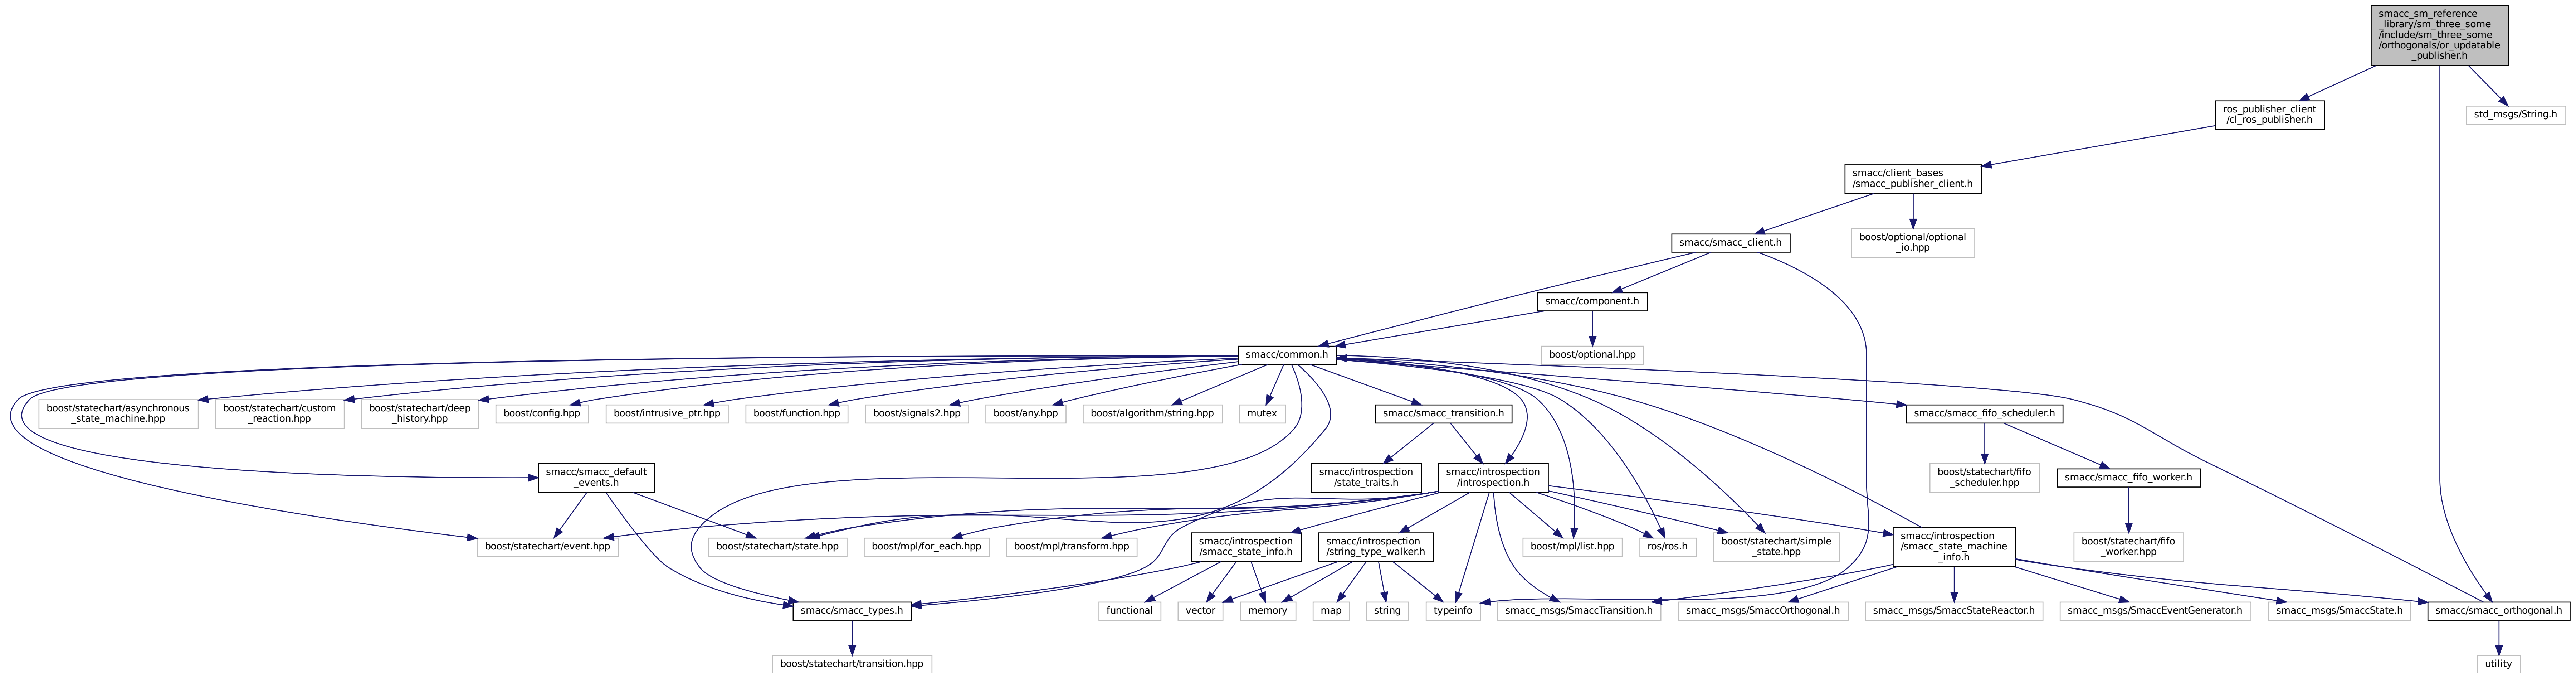 smacc_sm_reference
_library/sm_three_some
/include/sm_three_some
/orthogonals/or_updatable
_publisher.h
ros_publisher_client
/cl_ros_publisher.h
std_msgs/String.h
smacc/client_bases
/smacc_publisher_client.h
smacc/smacc_client.h
boost/optional/optional
_io.hpp
smacc/component.h
smacc/common.h
boost/optional.hpp
boost/statechart/asynchronous
_state_machine.hpp
boost/statechart/custom
_reaction.hpp
boost/statechart/deep
_history.hpp
boost/config.hpp
boost/intrusive_ptr.hpp
boost/function.hpp
boost/signals2.hpp
boost/any.hpp
boost/algorithm/string.hpp
mutex
smacc/smacc_transition.h
smacc/smacc_fifo_scheduler.h
smacc/smacc_default
_events.h
smacc/introspection
/state_traits.h
smacc/introspection
/introspection.h
boost/statechart/fifo
_scheduler.hpp
smacc/smacc_fifo_worker.h
boost/statechart/event.hpp
boost/statechart/state.hpp
boost/mpl/for_each.hpp
boost/mpl/transform.hpp
smacc/introspection
/smacc_state_info.h
smacc/introspection
/string_type_walker.h
boost/mpl/list.hpp
ros/ros.h
boost/statechart/simple
_state.hpp
smacc/introspection
/smacc_state_machine
_info.h
boost/statechart/fifo
_worker.hpp
smacc/smacc_types.h
functional
vector
memory
map
string
typeinfo
smacc_msgs/SmaccTransition.h
smacc_msgs/SmaccOrthogonal.h
smacc_msgs/SmaccStateReactor.h
smacc_msgs/SmaccEventGenerator.h
smacc_msgs/SmaccState.h
smacc/smacc_orthogonal.h
boost/statechart/transition.hpp
utility